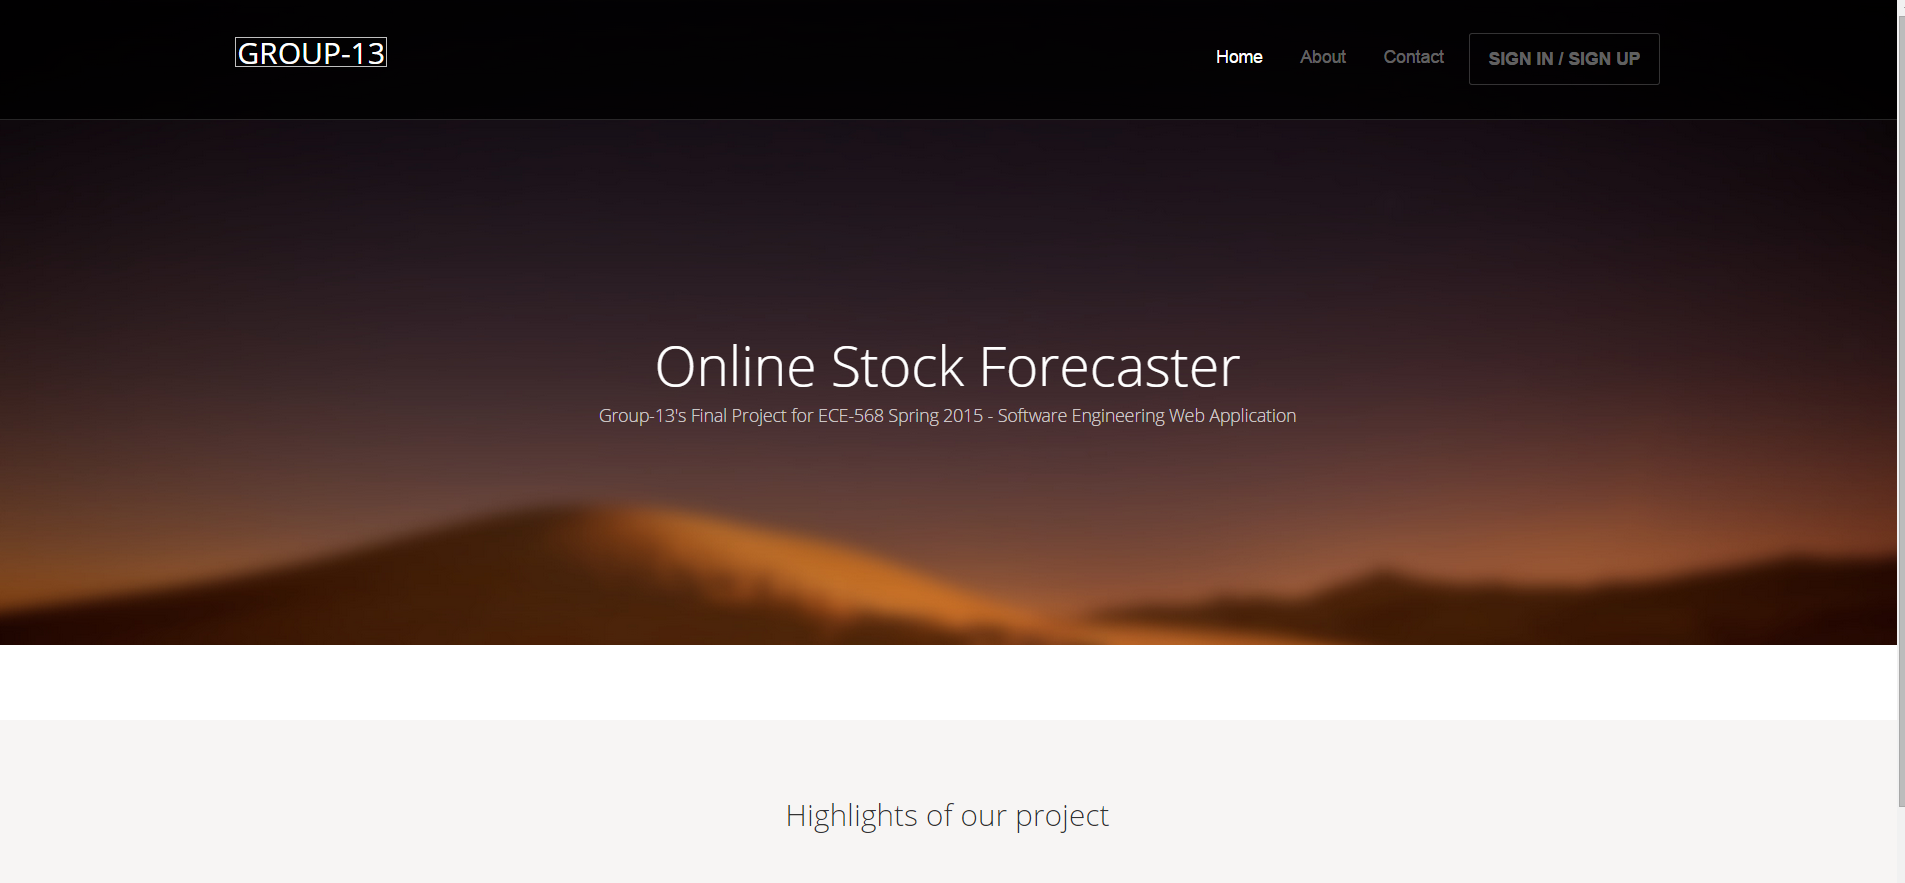 GROUP-13
Home About Contact SIGN IN / SIGN UP
Online Stock Forecaster
Group-13's Final Project for ECE-568 Spring 2015 - Software Engineering Web Application
Highlights of our project